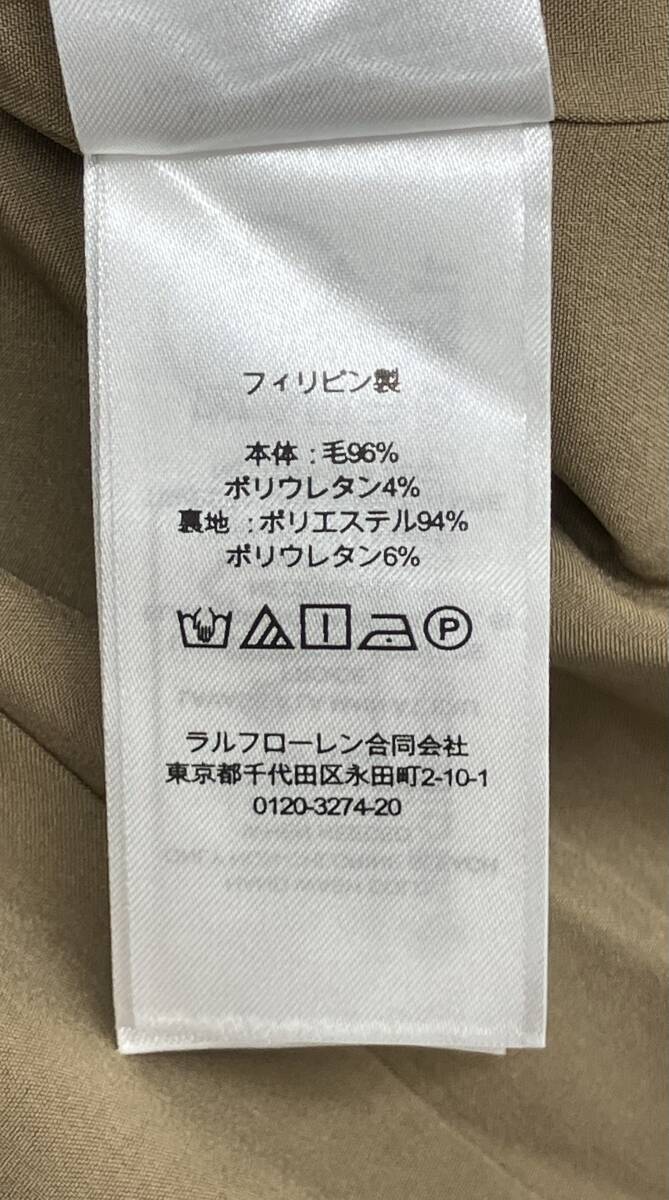 フィリピン製
本体 : 毛96%
ポリウレタン4%
裏地 : ポリエステル94%
ポリウレタン6%
P
ラルフローレン合同会社
東京都千代田区永田町2-10-1
0120-3274-20